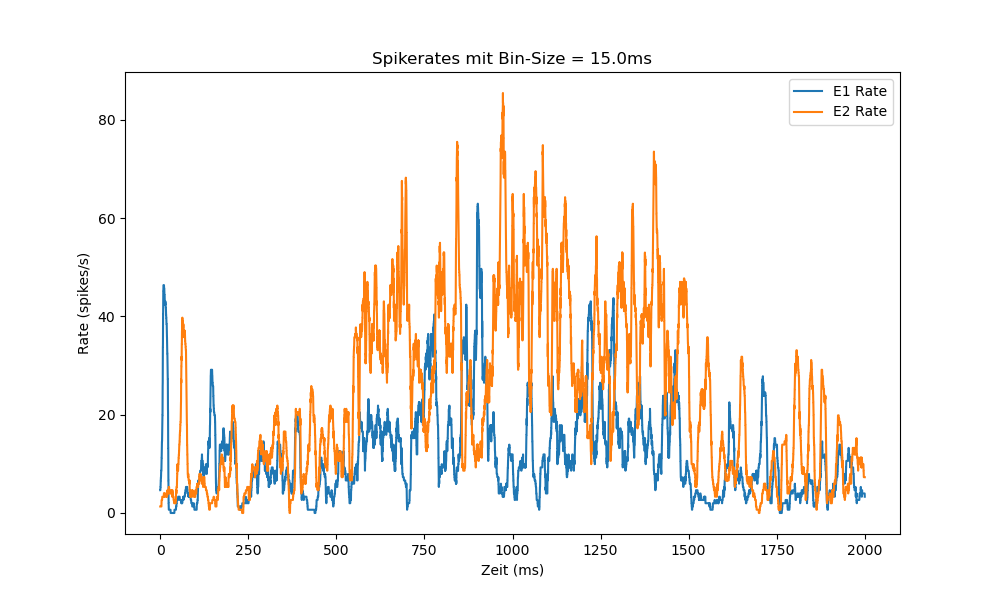 Spikerates mit Bin-Size = 15.0ms
E1 Rate
E2 Rate
80
60
40
20
0
Rate (spikes/s)
0 250 500 750 1000 1250 1500 1750 2000
Zeit (ms)